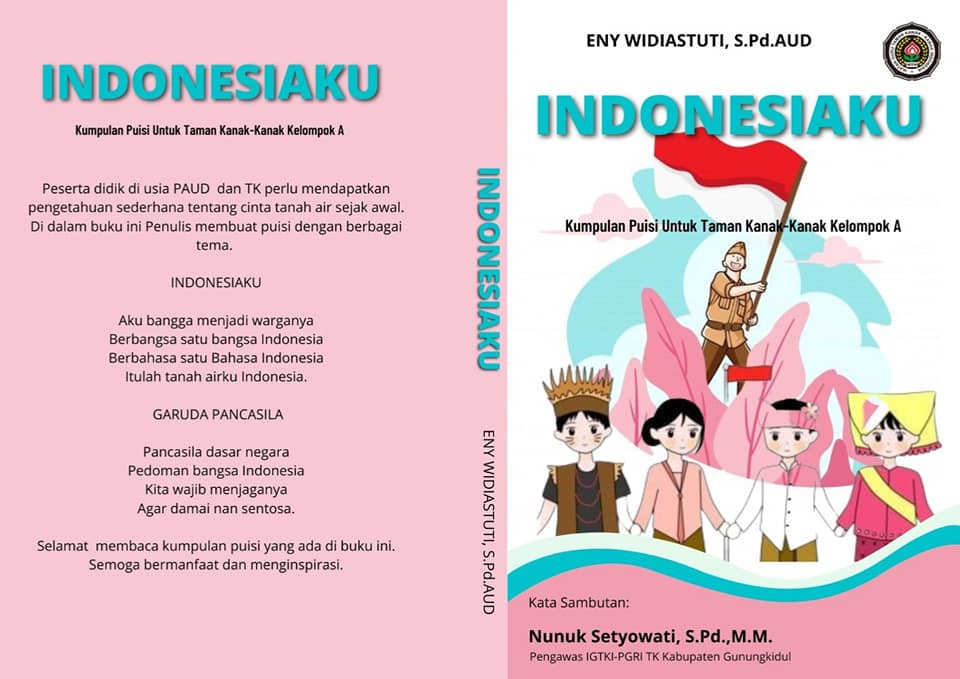 INDONESIAKU
Kumpulan Puisi Untuk Taman Kanak-Kanak Kelompok A
Peserta didik di usia PAUD dan TK perlu mendapatkan
pengetahuan sederhana tentang cinta tanah air sejak awal.
Di dalam buku ini Penulis membuat puisi dengan berbagai
tema.
INDONESIAKU
Aku bangga menjadi warganya
Berbangsa satu bangsa Indonesia
Berbahasa satu Bahasa Indonesia
Itulah tanah airku Indonesia.
GARUDA PANCASILA
Pancasila dasar negara
Pedoman bangsa Indonesia
Kita wajib menjaganya
Agar damai nan sentosa.
Selamat membaca kumpulan puisi yang ada di buku ini.
Semoga bermanfaat dan menginspirasi.
INDONESIAKU
ENY WIDIASTUTI, S.Pd.AUD
ENY WIDIASTUTI, S.Pd.AUD
INDONESIAKU
Kumpulan Puisi Untuk Taman Kanak-Kanak Kelompok A
Kata Sambutan:
Nunuk Setyowati, S.Pd.,M.M.
Pengawas IGTKI-PGRI TK Kabupaten Gunungkidul